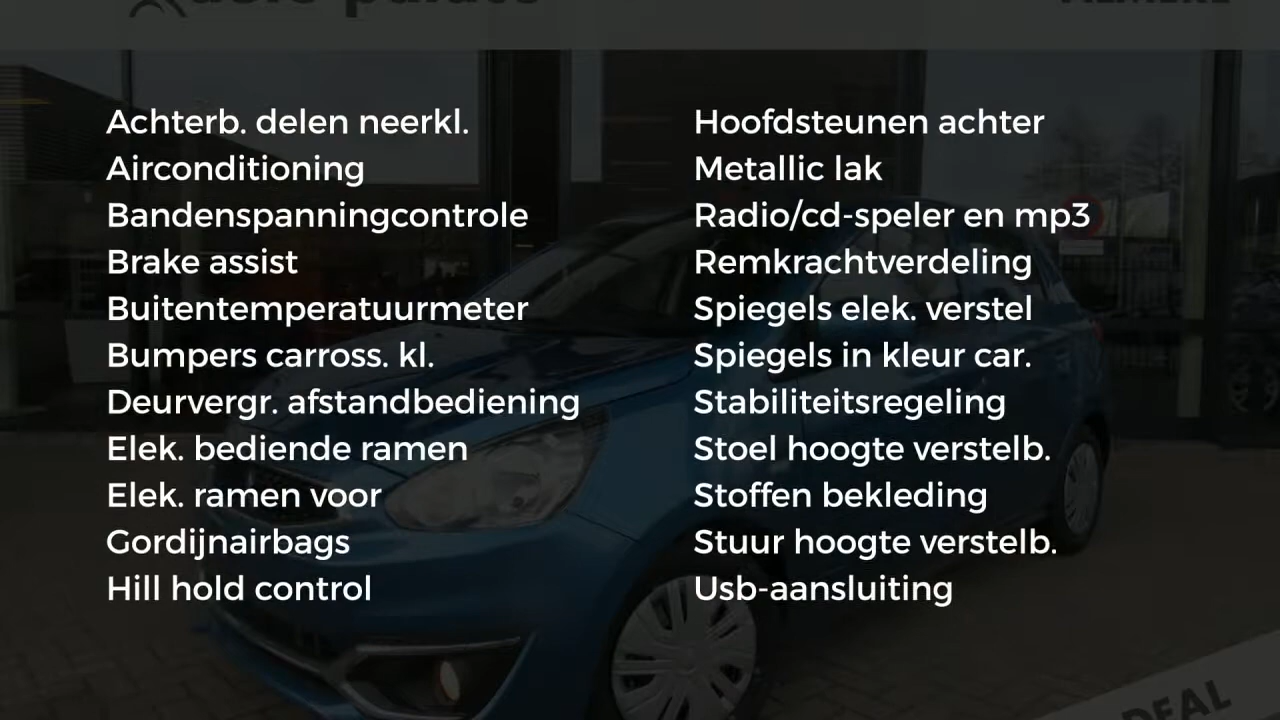 Achterb. delen neerkl.
Airconditioning
Bandenspanningcontrole
Brake assist
Buitentemperatuurmeter
Bumpers carross. kl.
Deurvergr. afstandbediening
Elek. bediende ramen
Elek. ramen voor
Gordijnairbags
Hill hold control
Hoofdsteunen achter
Metallic lak
Radio/cd-speler en mp3
Remkrachtverdeling
Spiegels elek. verstel
Spiegels in kleur car.
Stabiliteitsregeling
Stoel hoogte verstelb.
Stoffen bekleding
Stuur hoogte verstelb.
Usb-aansluiting